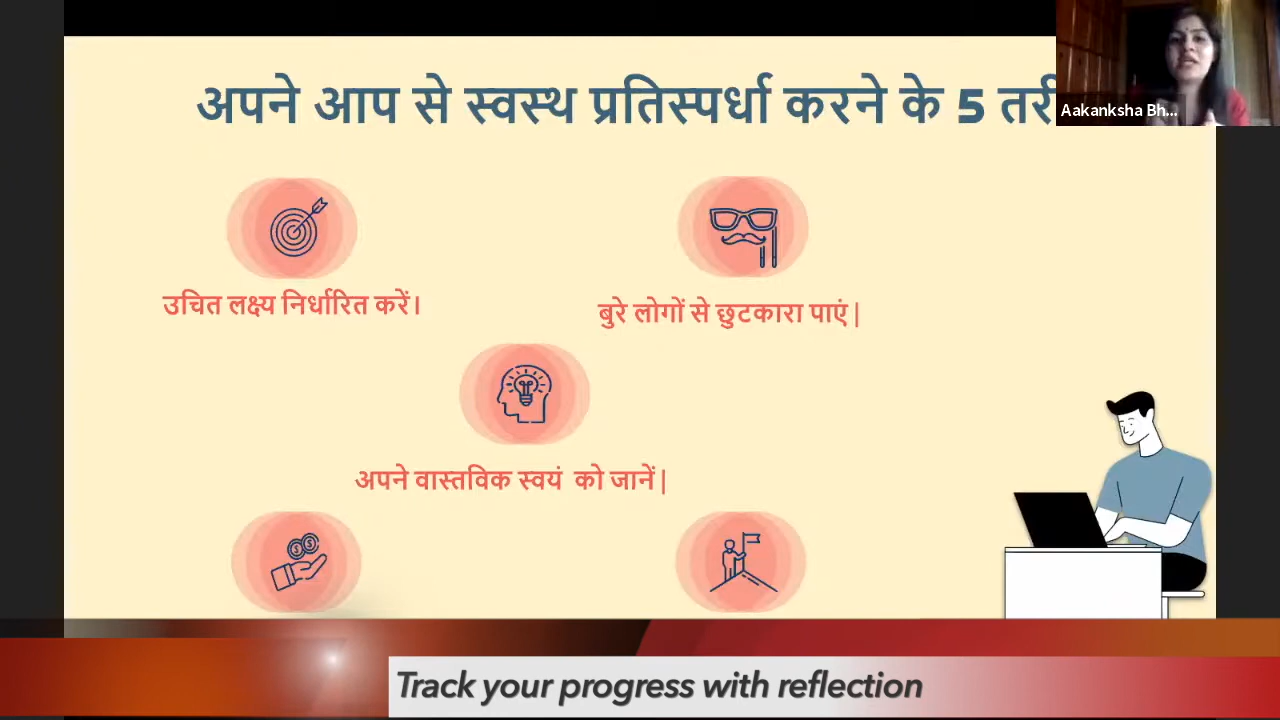 अपने आप से स्वस्थ प्रतिस्पर्धा करने के 5
Aakanksha Bh...
उचित लक्ष्य निर्धारित करें।
बुरे लोगों से छुटकारा पाएं |
अपने वास्तविक स्वयं को जानें |
Track your progress with reflection